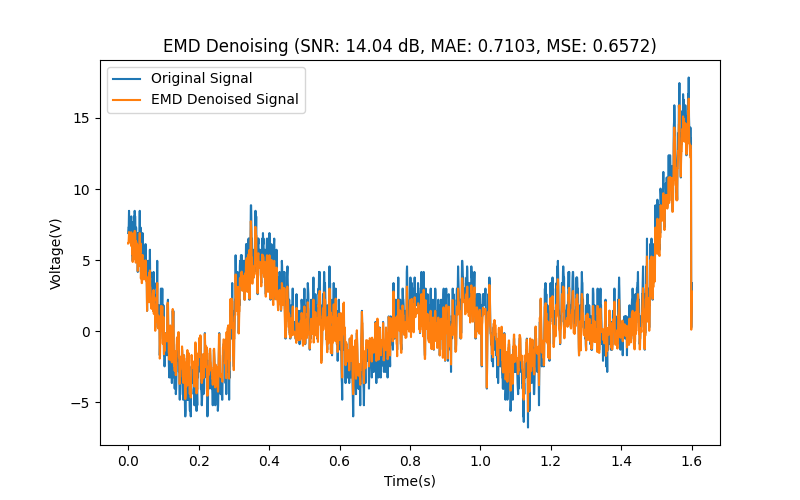 EMD Denoising (SNR: 14.04 dB, MAE: 0.7103, MSE: 0.6572)
Original Signal
EMD Denoised Signal
Voltage(V)
15
10
5
0
−5
0.0 0.2 0.4 0.6 0.8 1.0 1.2 1.4 1.6
Time(s)